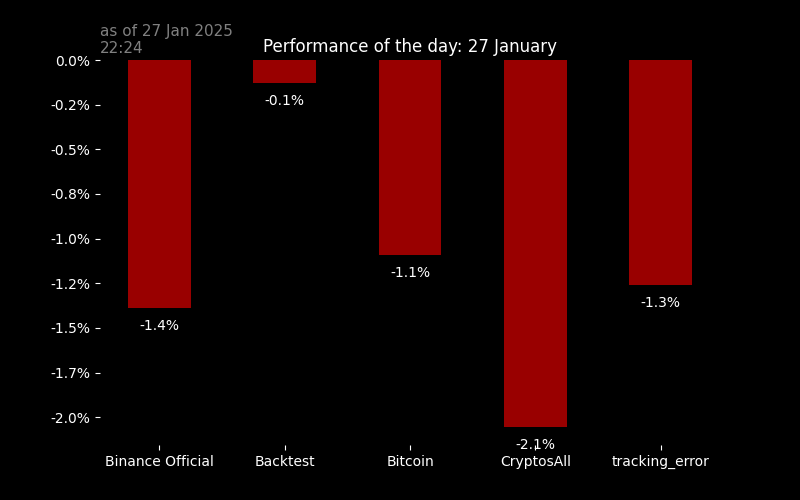 as of 27 Jan 2025
22:24
Performance of the day: 27 January
0.0%
-0.2%
-0.5%
-0.8%
-1.0%
-1.2%
-1.5%
-1.7%
-2.0%
-1.4%
-0.1%
-1.1%
-2.1%
-1.3%
Binance Official
Backtest
Bitcoin
CryptosAll
tracking_error